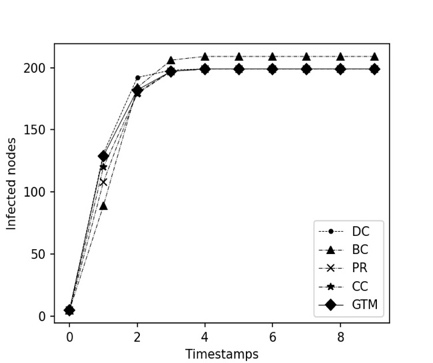 200
150
100
50
0
Infected nodes
DC
BC
PR
CC
GTM
0 2 4 6 8
Timestamps